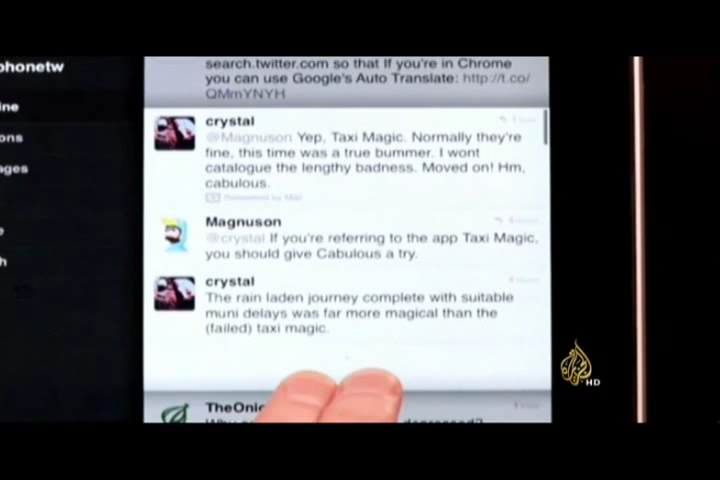 phonetw
ine
ons
ages
e
h
search.twitter.com so that If you're in Chrome
you can use Google's Auto Translate: http://t.co/
QMmYNYH
crystal
@Magnuson Yep, Taxi Magic. Normally they're
fine, this time was a true bummer. I wont
catalogue the lengthy badness. Moved on! Hm,
cabulous.
Magnuson
@crystal If you're referring to the app Taxi Magic,
you should give Cabulous a try.
crystal
The rain laden journey complete with suitable
muni delays was far more magical than the
(failed) taxi magic.
TheOnio
Why
depressed?
HD